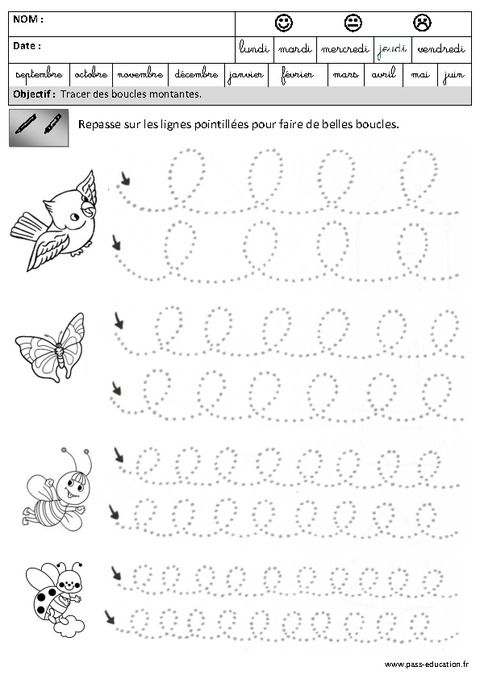 NOM :
Date :
lundi mardi mercredi jeudi vendredi
septembre octobre novembre décembre janvier février mars avril mai juin
Objectif : Tracer des boucles montantes.
Repasse sur les lignes pointillées pour faire de belles boucles.
www.pass-education.fr